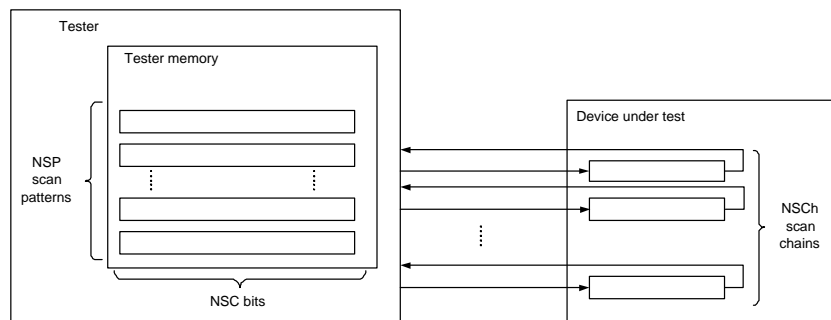 Tester
Tester memory
NSP
scan
patterns
NSC bits
Device under test
NSCh
scan
chains